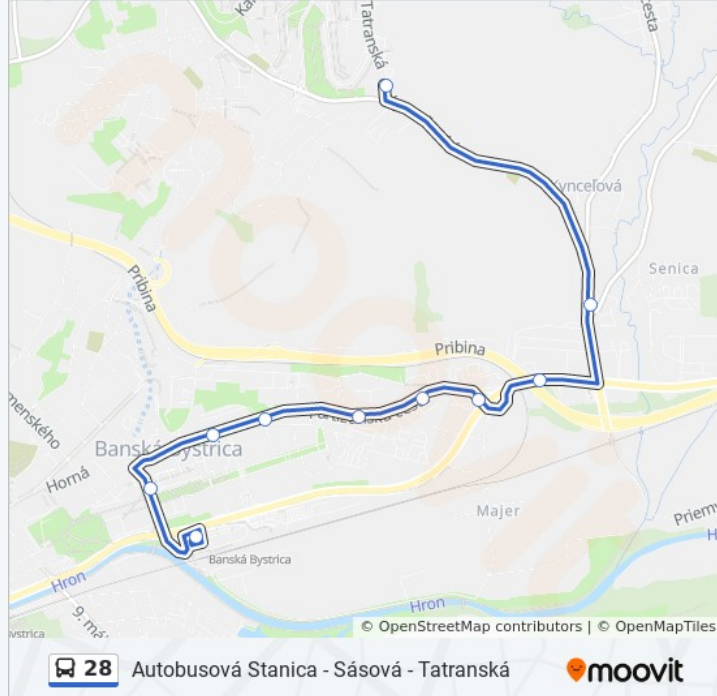 Tatranská
Kynceľová
Senica
Pribina
Pribina
Banská Bystrica
Horná
Majer
Banská Bystrica
Hron
Hron
© OpenStreetMap contributors | © OpenMapTiles
28 Autobusová Stanica - Sásová - Tatranská
moovit